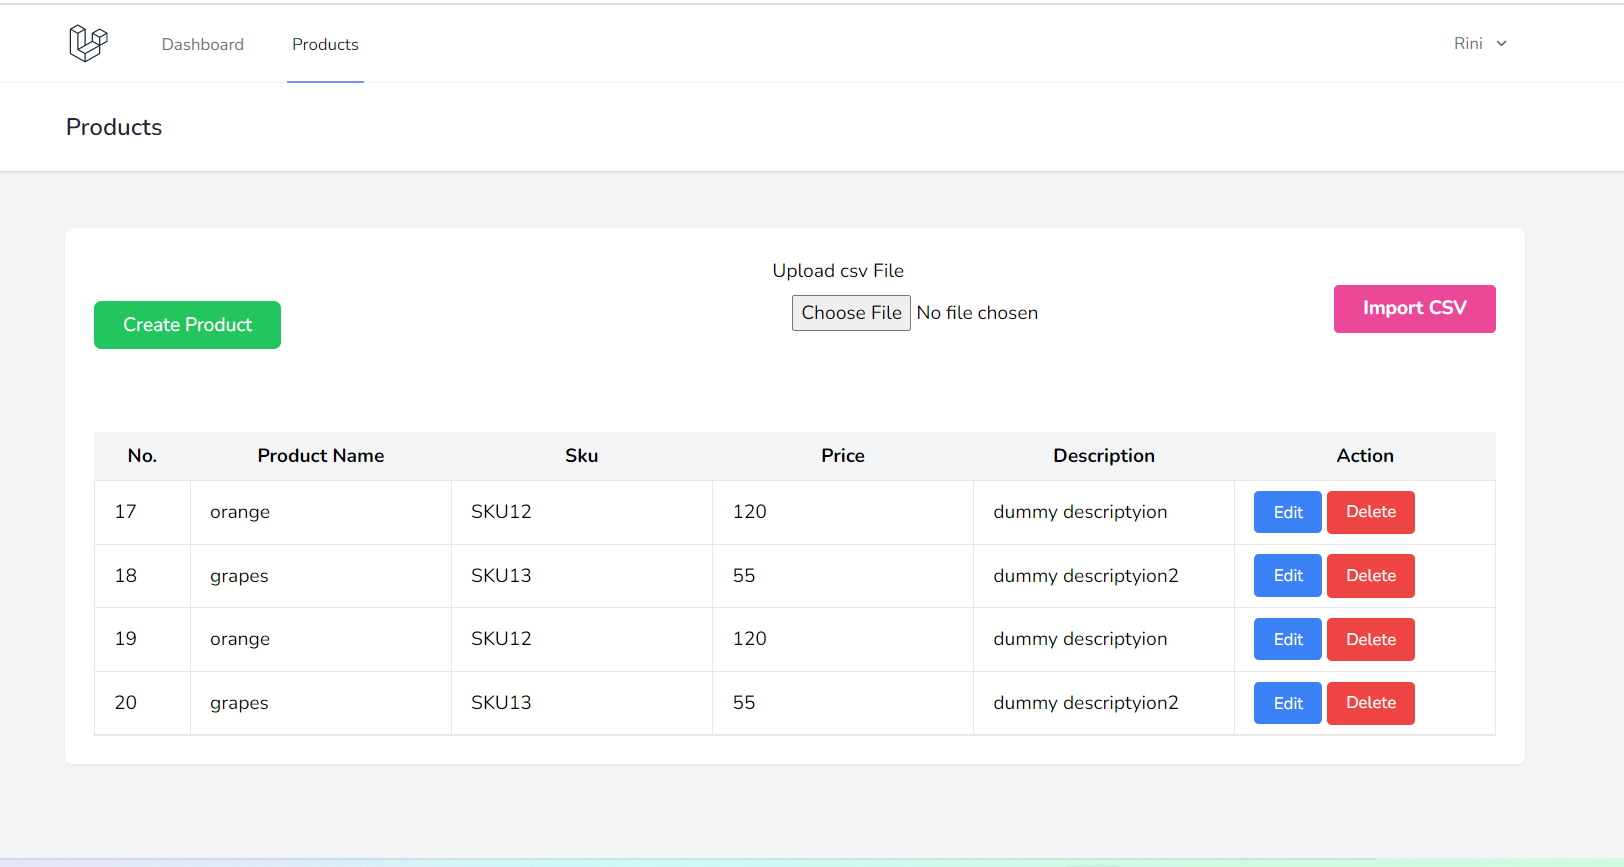 Dashboard Products Rini
Products
Upload csv File
Create Product Choose File No file chosen Import CSV
No. Product Name Sku Price Description Action
17 orange SKU12 120 dummy descriptyion Edit Delete
18 grapes SKU13 55 dummy descriptyion2 Edit Delete
19 orange SKU12 120 dummy descriptyion Edit Delete
20 grapes SKU13 55 dummy descriptyion2 Edit Delete